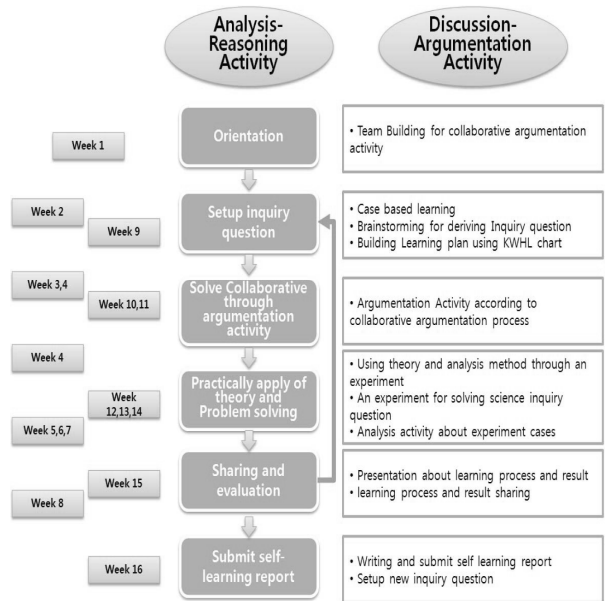 Analysis-
Reasoning
Activity
Discussion-
Argumentation
Activity
Week 1
Orientation
• Team Building for collaborative argumentation
activity
Week 2
Week 9
Setup inquiry
question
• Case based learning
• Brainstorming for deriving Inquiry question
• Building Learning plan using KWHL chart
Week 3,4
Week 10,11
Solve Collaborative
through
argumentation
activity
• Argumentation Activity according to
collaborative argumentation process
Week 4
Week
12,13,14
Week 5,6,7
Practically apply of
theory and
Problem solving
• Using theory and analysis method through an
experiment
• An experiment for solving science inquiry
question
• Analysis activity about experiment cases
Week 15
Week 8
Sharing and
evaluation
• Presentation about learning process and result
• learning process and result sharing
Week 16
Submit self-
learning report
• Writing and submit self learning report
• Setup new inquiry question